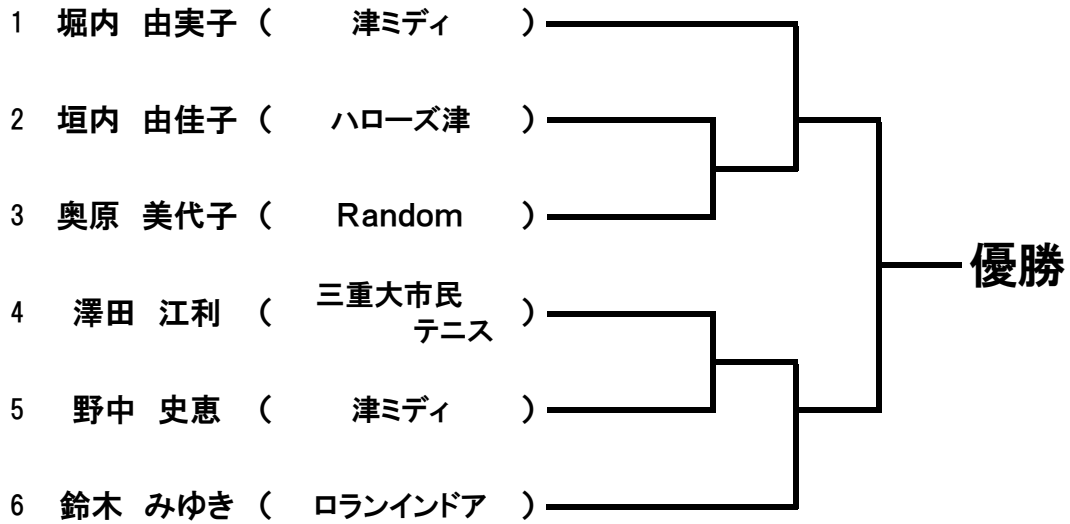 1 堀内 由実子 ( 津ミディ )
2 垣内 由佳子 ( ハローズ津 )
3 奥原 美代子 ( Random )
優勝
4 澤田 江利 ( 三重大市民
テニス )
5 野中 史恵 ( 津ミディ )
6 鈴木 みゆき ( ロランインドア )